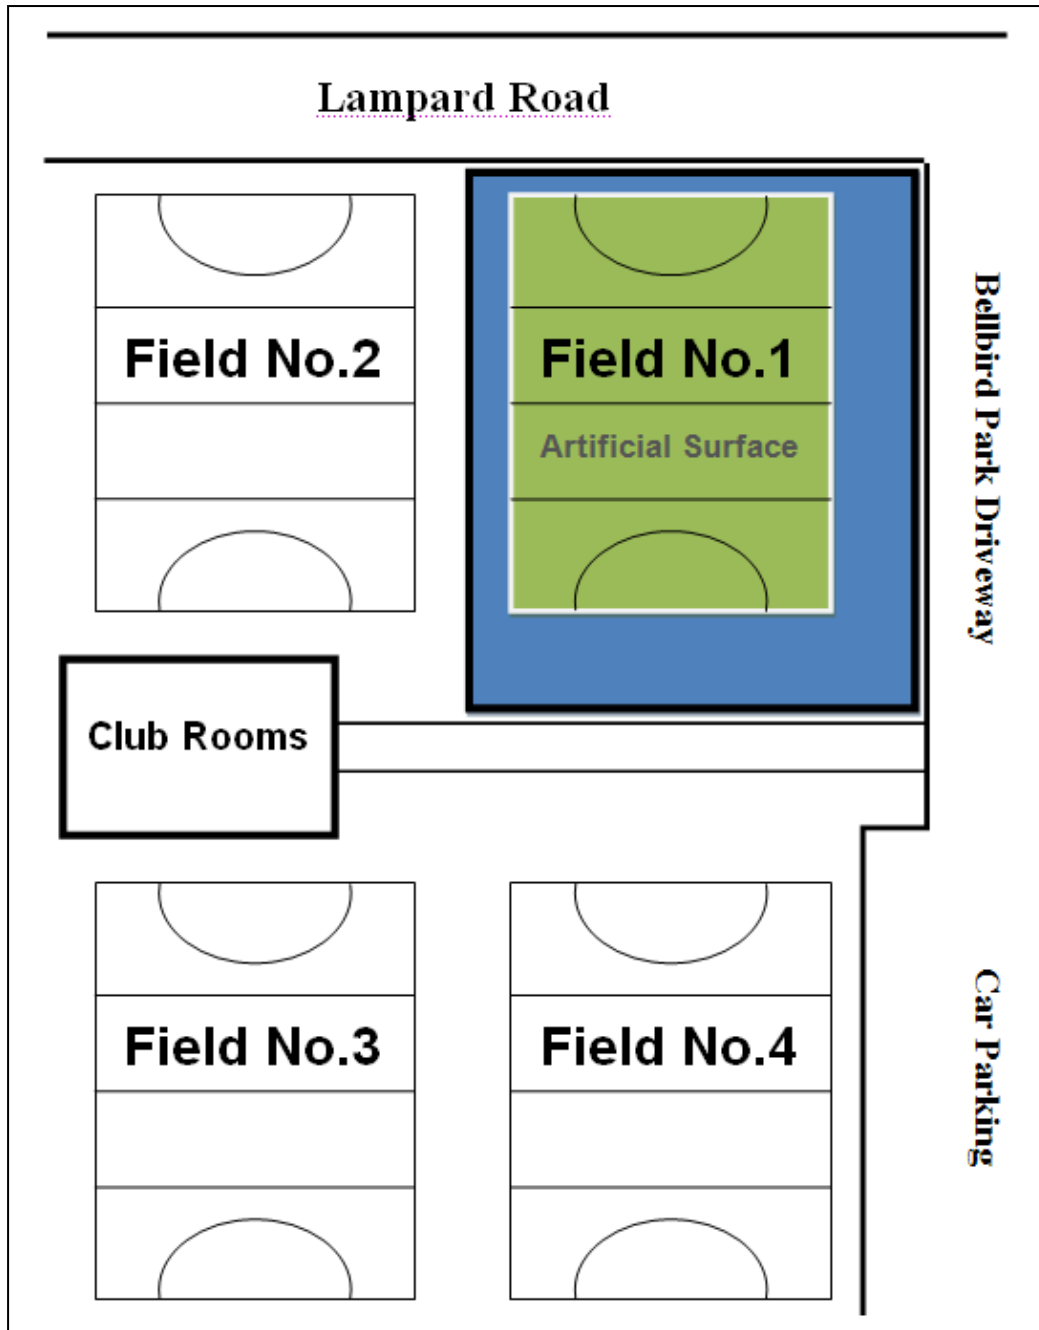 Lampard Road
Field No.2
Field No.1
Artificial Surface
Bellbird Park Driveway
Club Rooms
Field No.3
Field No.4
Car Parking